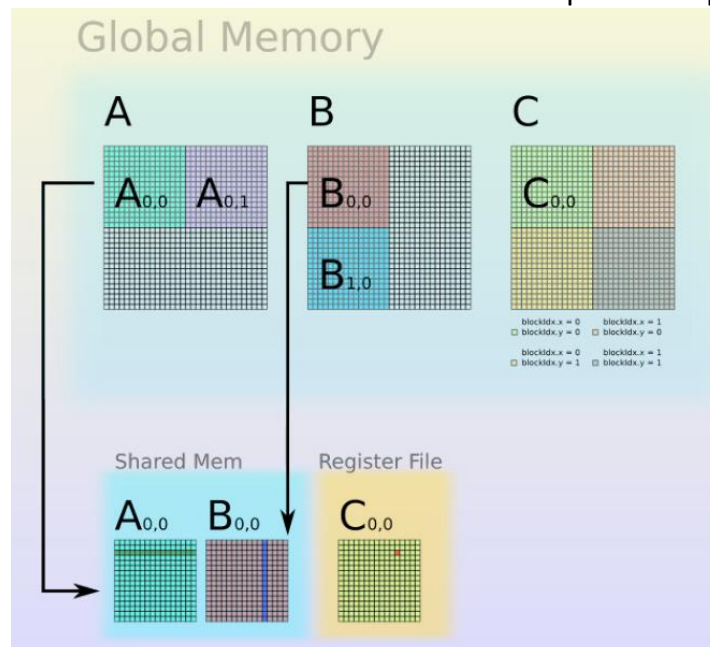 Global Memory
A B C
A0,0 A0,1 B0,0 C0,0
B1,0
blockIdx.x = 0 blockIdx.x = 1
blockIdx.y = 0 blockIdx.y = 0
blockIdx.x = 0 blockIdx.x = 1
blockIdx.y = 1 blockIdx.y = 1
Shared Mem Register File
A0,0 B0,0 C0,0